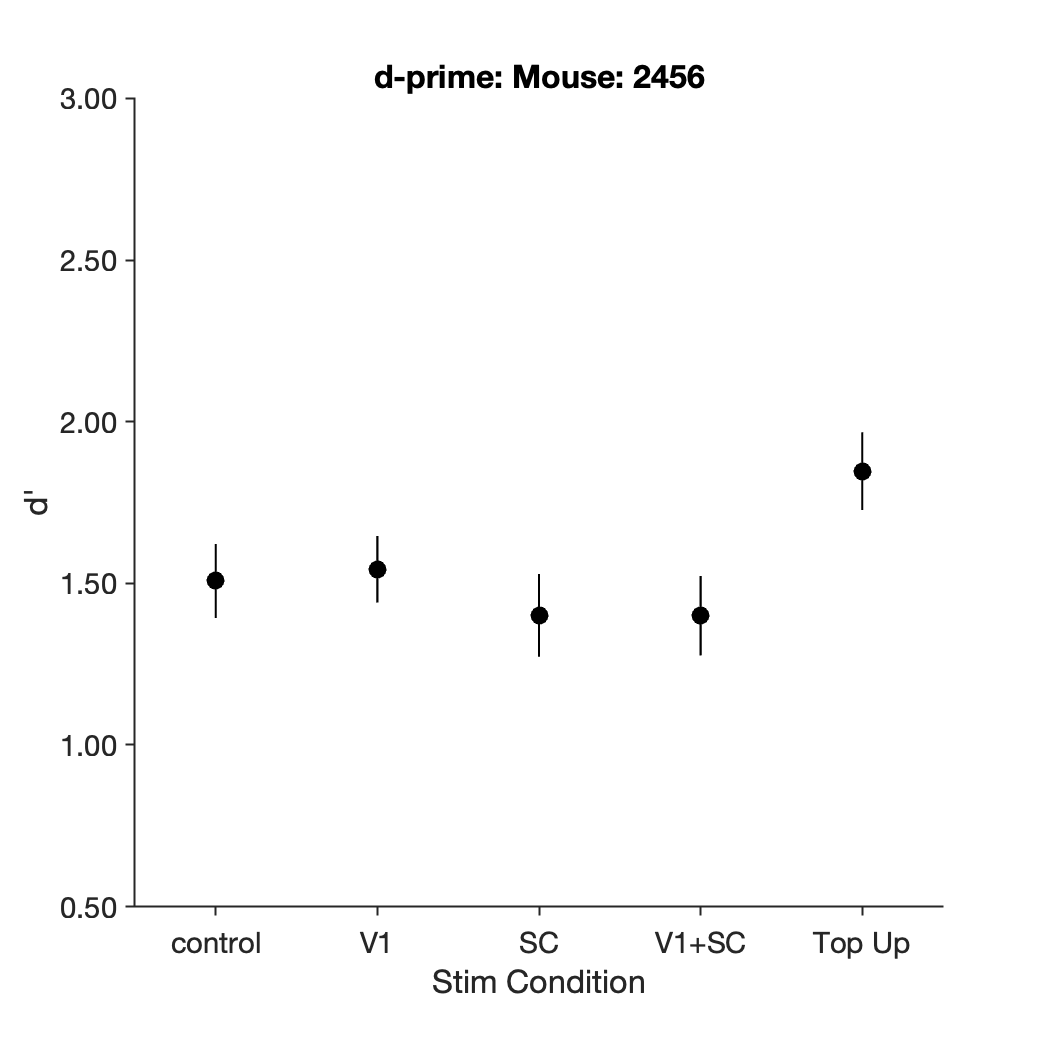 d-prime: Mouse: 2456
3.00
2.50
2.00
1.50
1.00
0.50
d'
control V1 SC V1+SC Top Up
Stim Condition